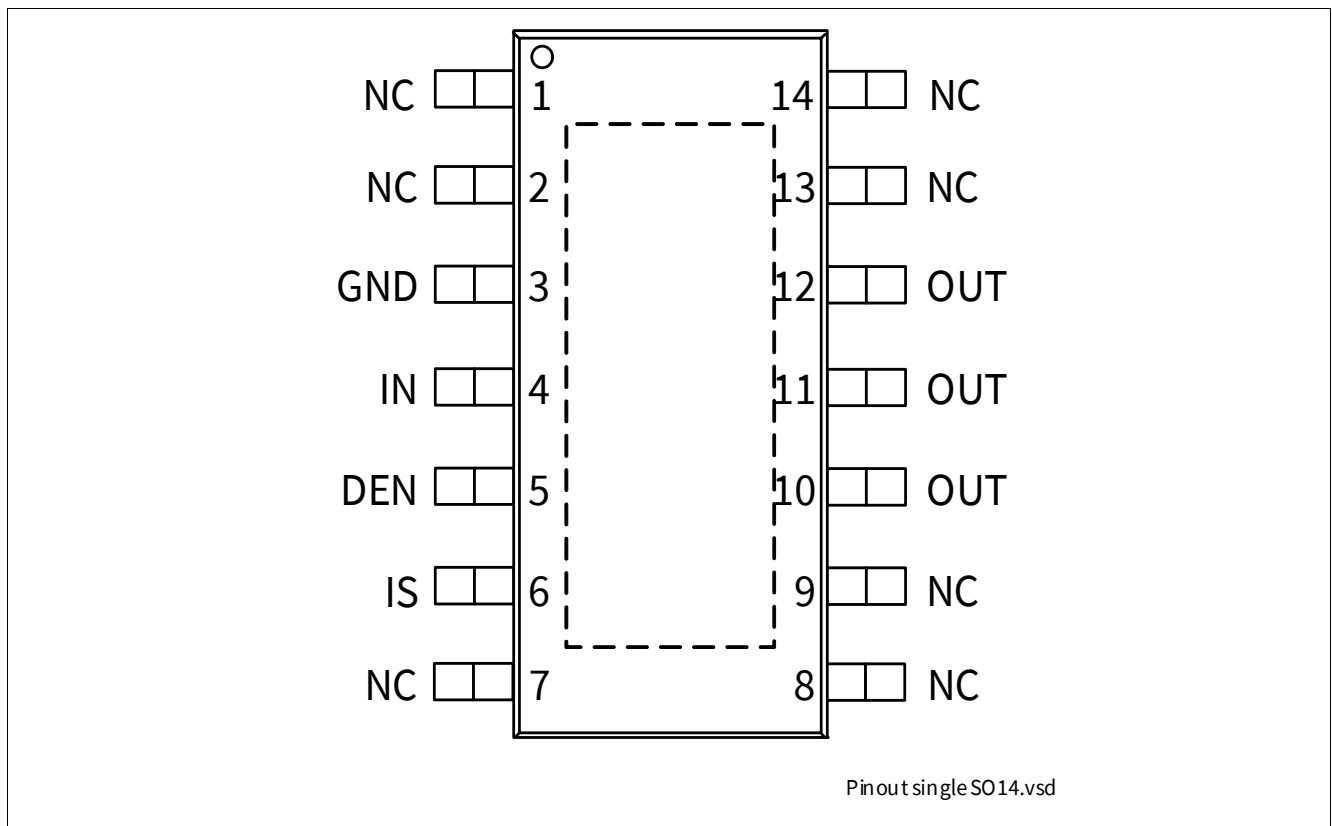 NC 1 14 NC
NC 2 13 NC
GND 3 12 OUT
IN 4 11 OUT
DEN 5 10 OUT
IS 6 9 NC
NC 7 8 NC
Pinout single SO14.vsd